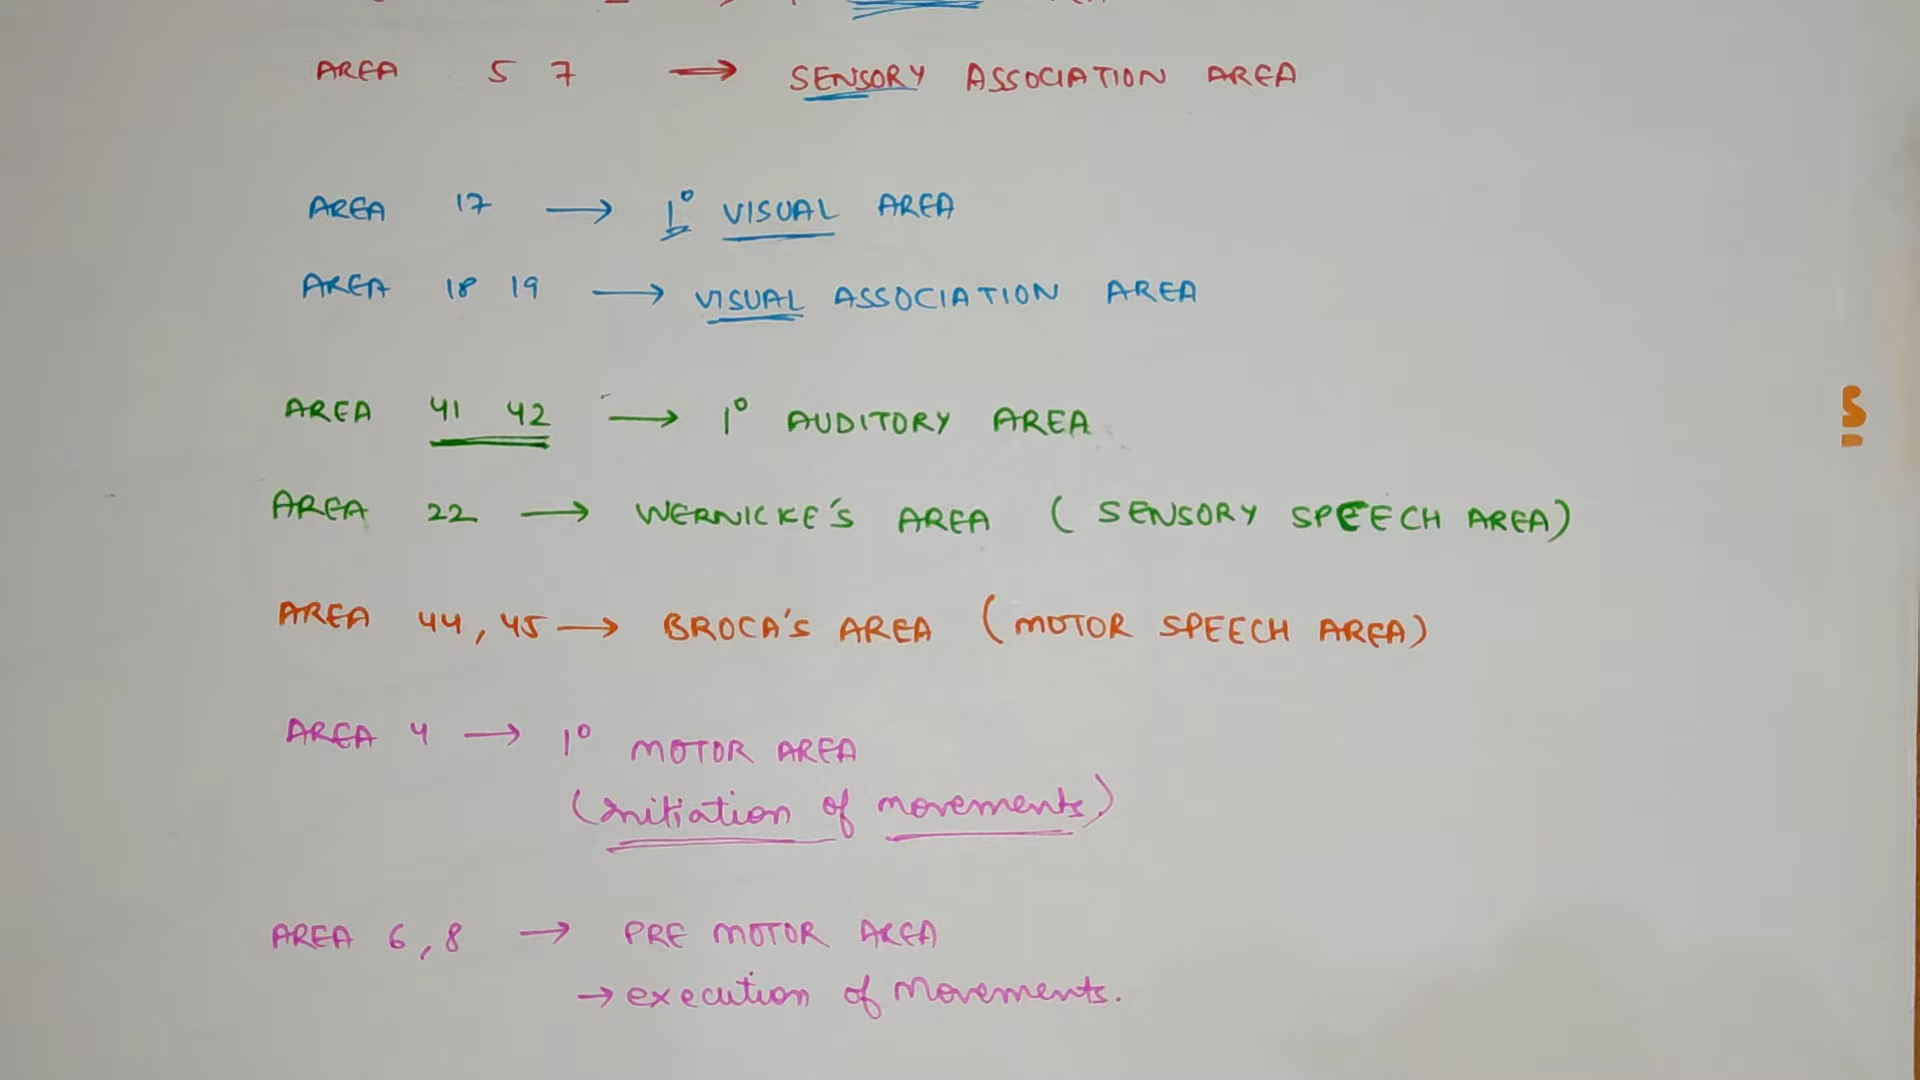 AREA 5 7 → SENSORY ASSOCIATION AREA
AREA 17 → 1° VISUAL AREA
AREA 18 19 → VISUAL ASSOCIATION AREA
AREA 41 42 → 1° AUDITORY AREA
S
AREA 22 → WERNICKE'S AREA (SENSORY SPEECH AREA)
AREA 44, 45 → BROCA'S AREA (MOTOR SPEECH AREA)
AREA 4 → 1° MOTOR AREA
(initiation of movements)
AREA 6, 8 → PRE MOTOR AREA
→ execution of movements.